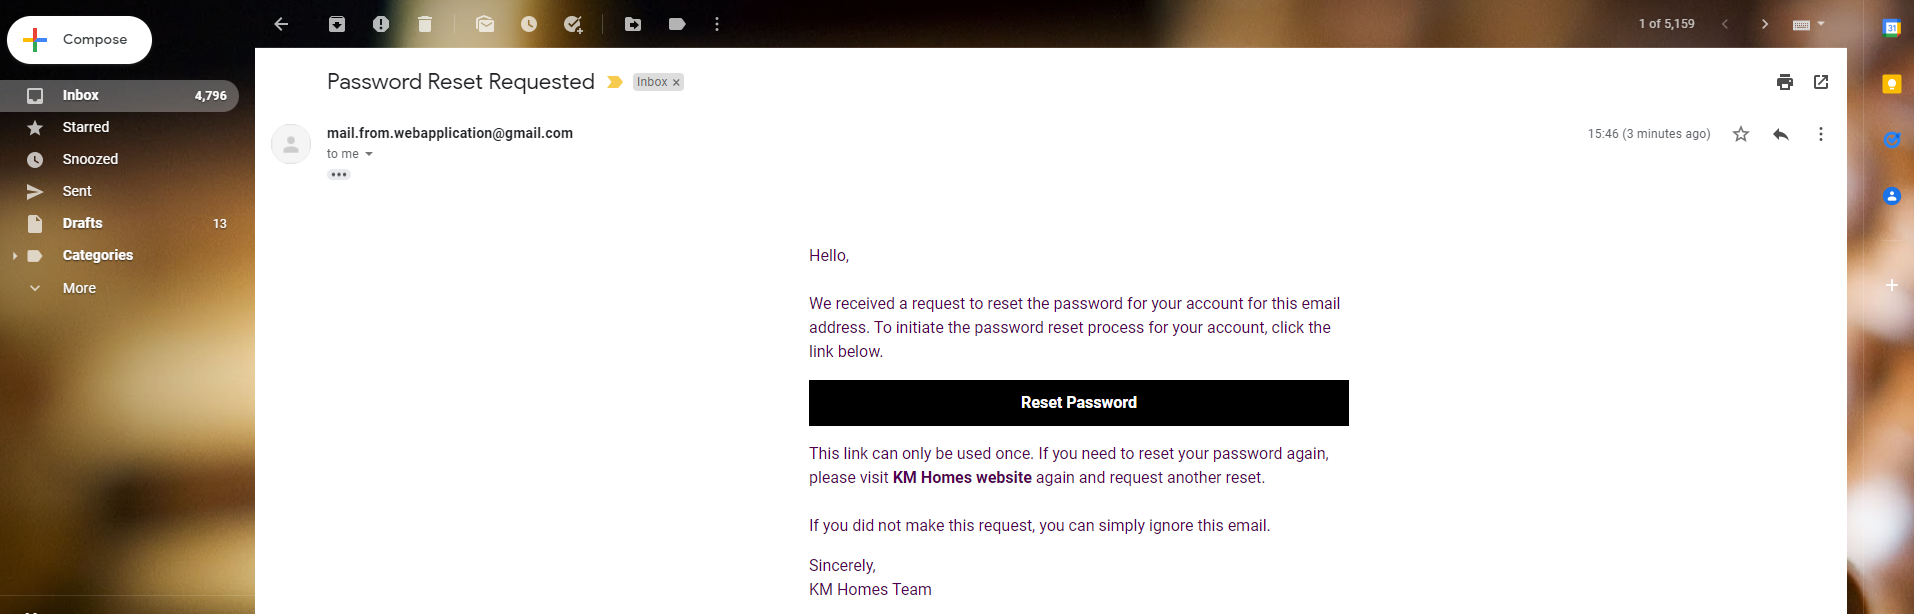 Compose
1 of 5,159
31
Inbox 4,796
Starred
Snoozed
Sent
Drafts 13
Categories
More
Password Reset Requested Inbox ×
mail.from.webapplication@gmail.com
15:46 (3 minutes ago)
to me
Hello,
We received a request to reset the password for your account for this email
address. To initiate the password reset process for your account, click the
link below.
Reset Password
This link can only be used once. If you need to reset your password again,
please visit KM Homes website again and request another reset.
If you did not make this request, you can simply ignore this email.
Sincerely,
KM Homes Team